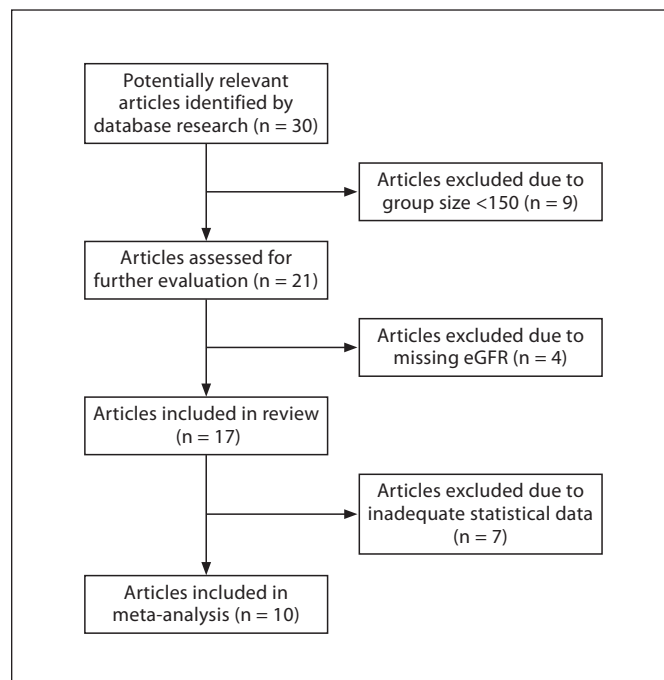 Potentially relevant
articles identified by
database research (n = 30)
Articles excluded due to
group size <150 (n = 9)
Articles assessed for
further evaluation (n = 21)
Articles excluded due to
missing eGFR (n = 4)
Articles included in review
(n = 17)
Articles excluded due to
inadequate statistical data
(n = 7)
Articles included in
meta-analysis (n = 10)